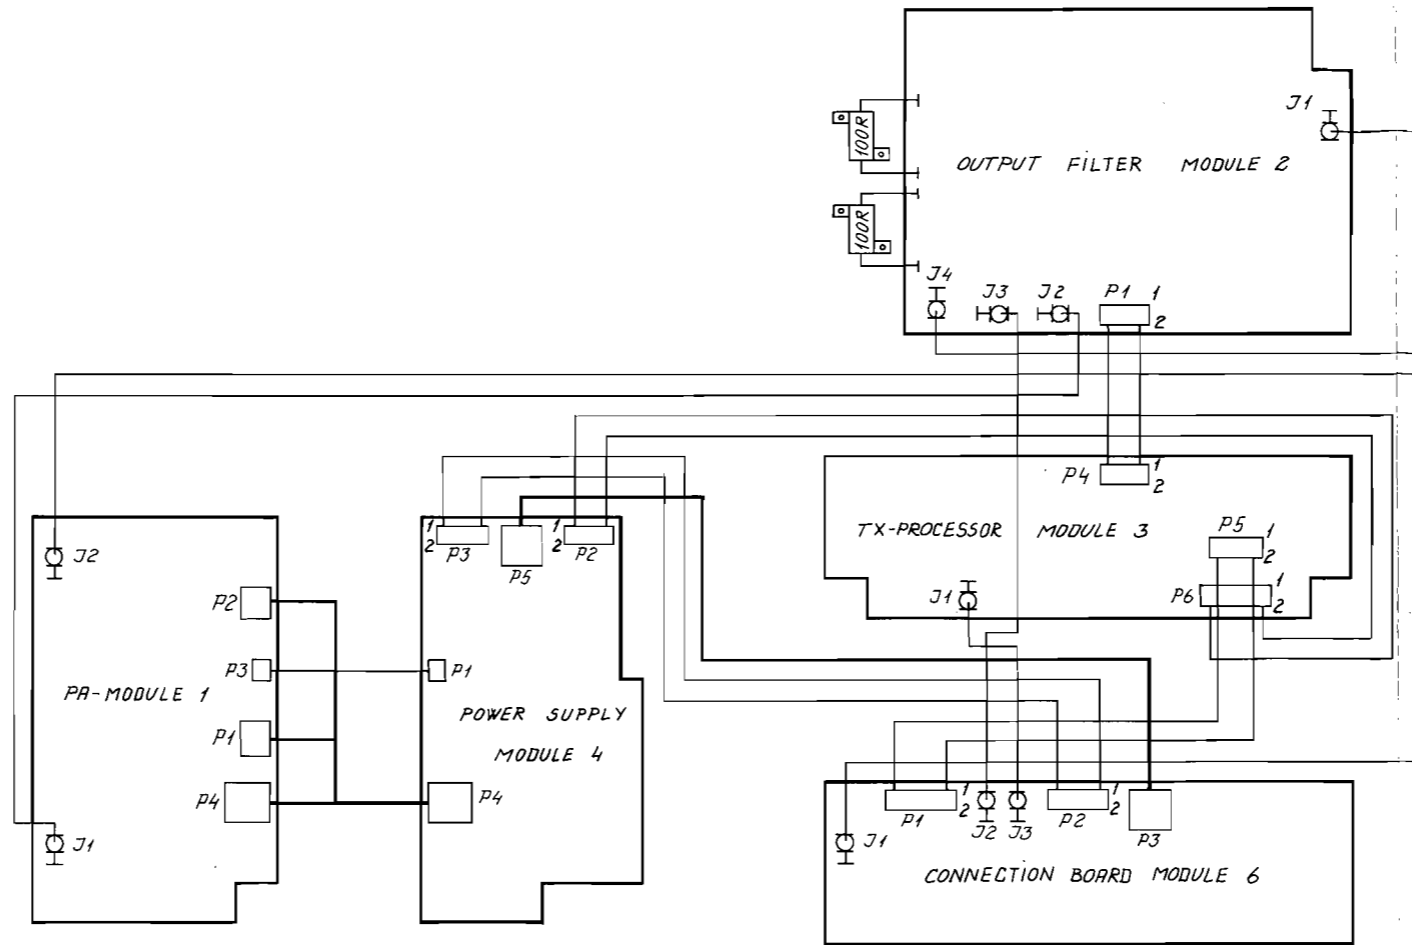 J1
100R
OUTPUT FILTER MODULE 2
100R
J4
J3
J2
P1
1
2
P4
1
2
TX-PROCESSOR MODULE 3
P5
1
2
J1
P6
1
2
J2
P2
P3
PA-MODULE 1
P1
P4
J1
1
2
P3
P5
1
2
P2
P1
POWER SUPPLY
MODULE 4
P4
P1
1
2
J2
J3
P2
1
2
P3
J1
CONNECTION BOARD MODULE 6